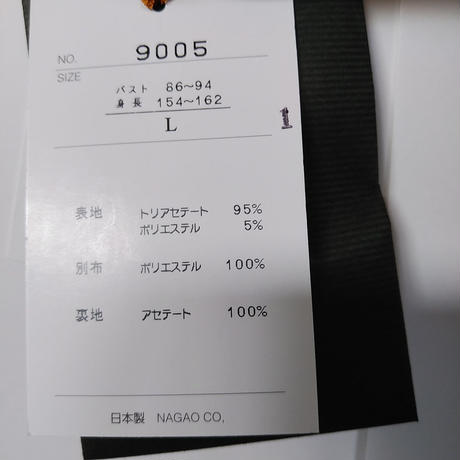 NO. 9005
SIZE
バスト 86〜94
身長 154〜162
L
1
表地 トリアセテート 95%
ポリエステル 5%
別布 ポリエステル 100%
裏地 アセテート 100%
日本製 NAGAO CO,